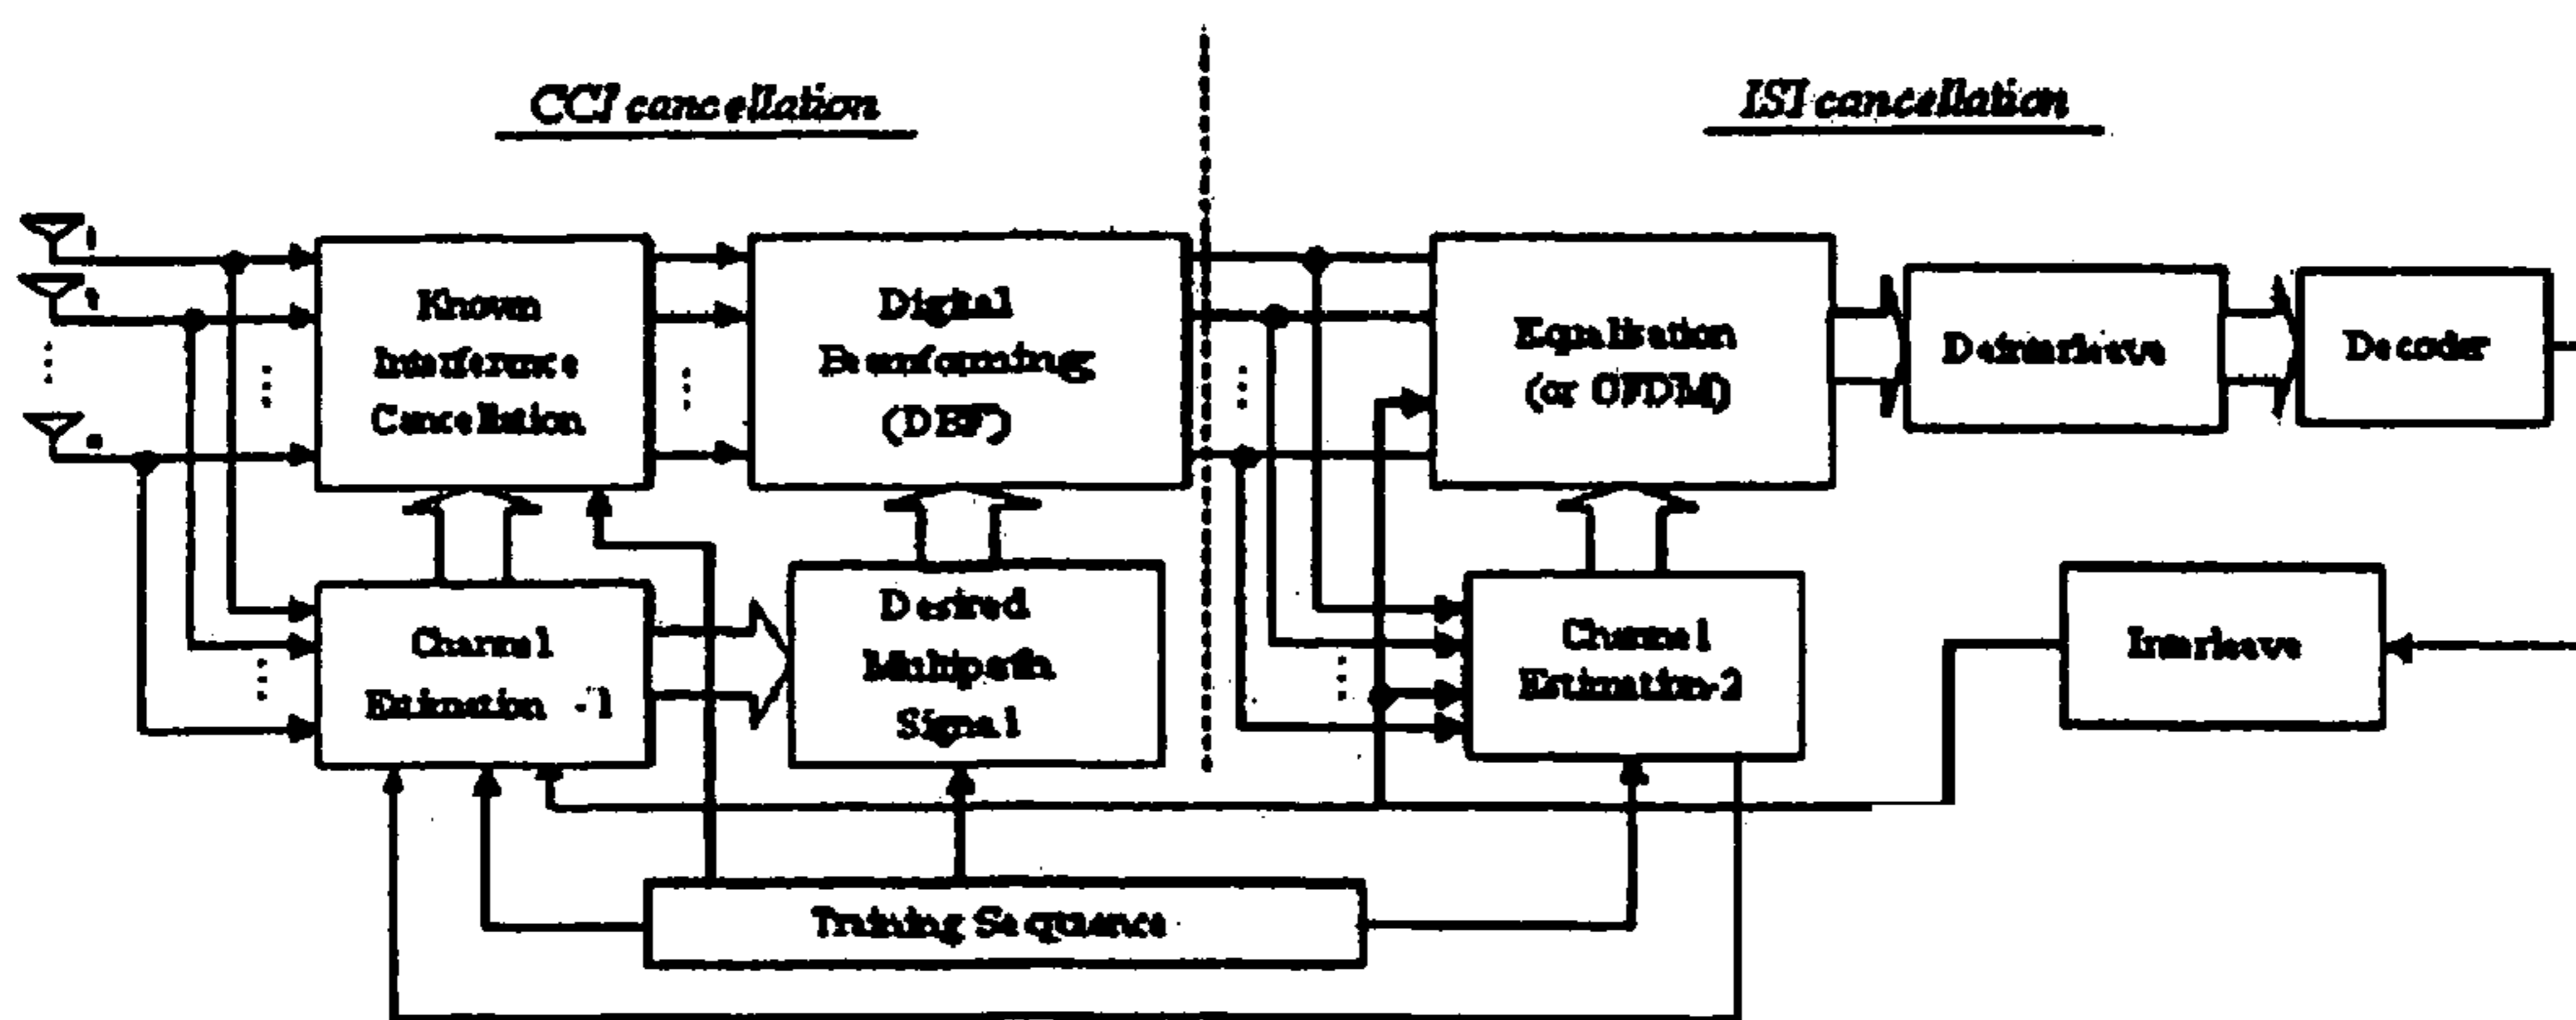 CCI cancellation
ISI cancellation
Known
Interference
Cancellation
Digital
Beamforming
(DBF)
Equalisation
(or OFDM)
Deinterleave
Decoder
Channel
Estimation -1
Desired
Multipath
Signal
Channel
Estimation-2
Interleave
Training Sequence